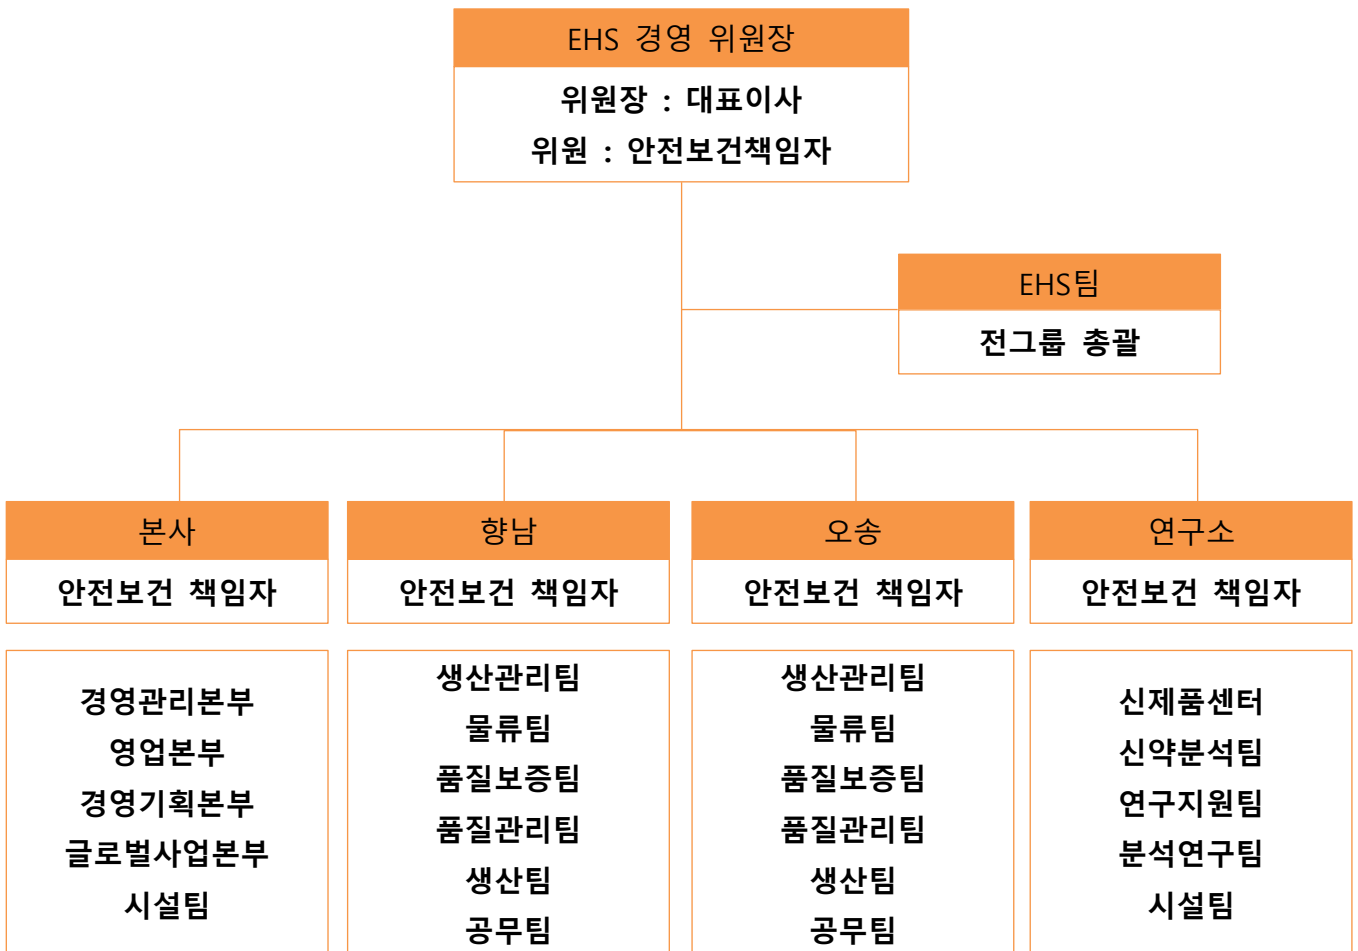 EHS 경영 위원장
위원장 : 대표이사
위원 : 안전보건책임자
EHS팀
전그룹 총괄
본사
안전보건 책임자
경영관리본부
영업본부
경영기획본부
글로벌사업본부
시설팀
향남
안전보건 책임자
생산관리팀
물류팀
품질보증팀
품질관리팀
생산팀
공무팀
오송
안전보건 책임자
생산관리팀
물류팀
품질보증팀
품질관리팀
생산팀
공무팀
연구소
안전보건 책임자
신제품센터
신약분석팀
연구지원팀
분석연구팀
시설팀